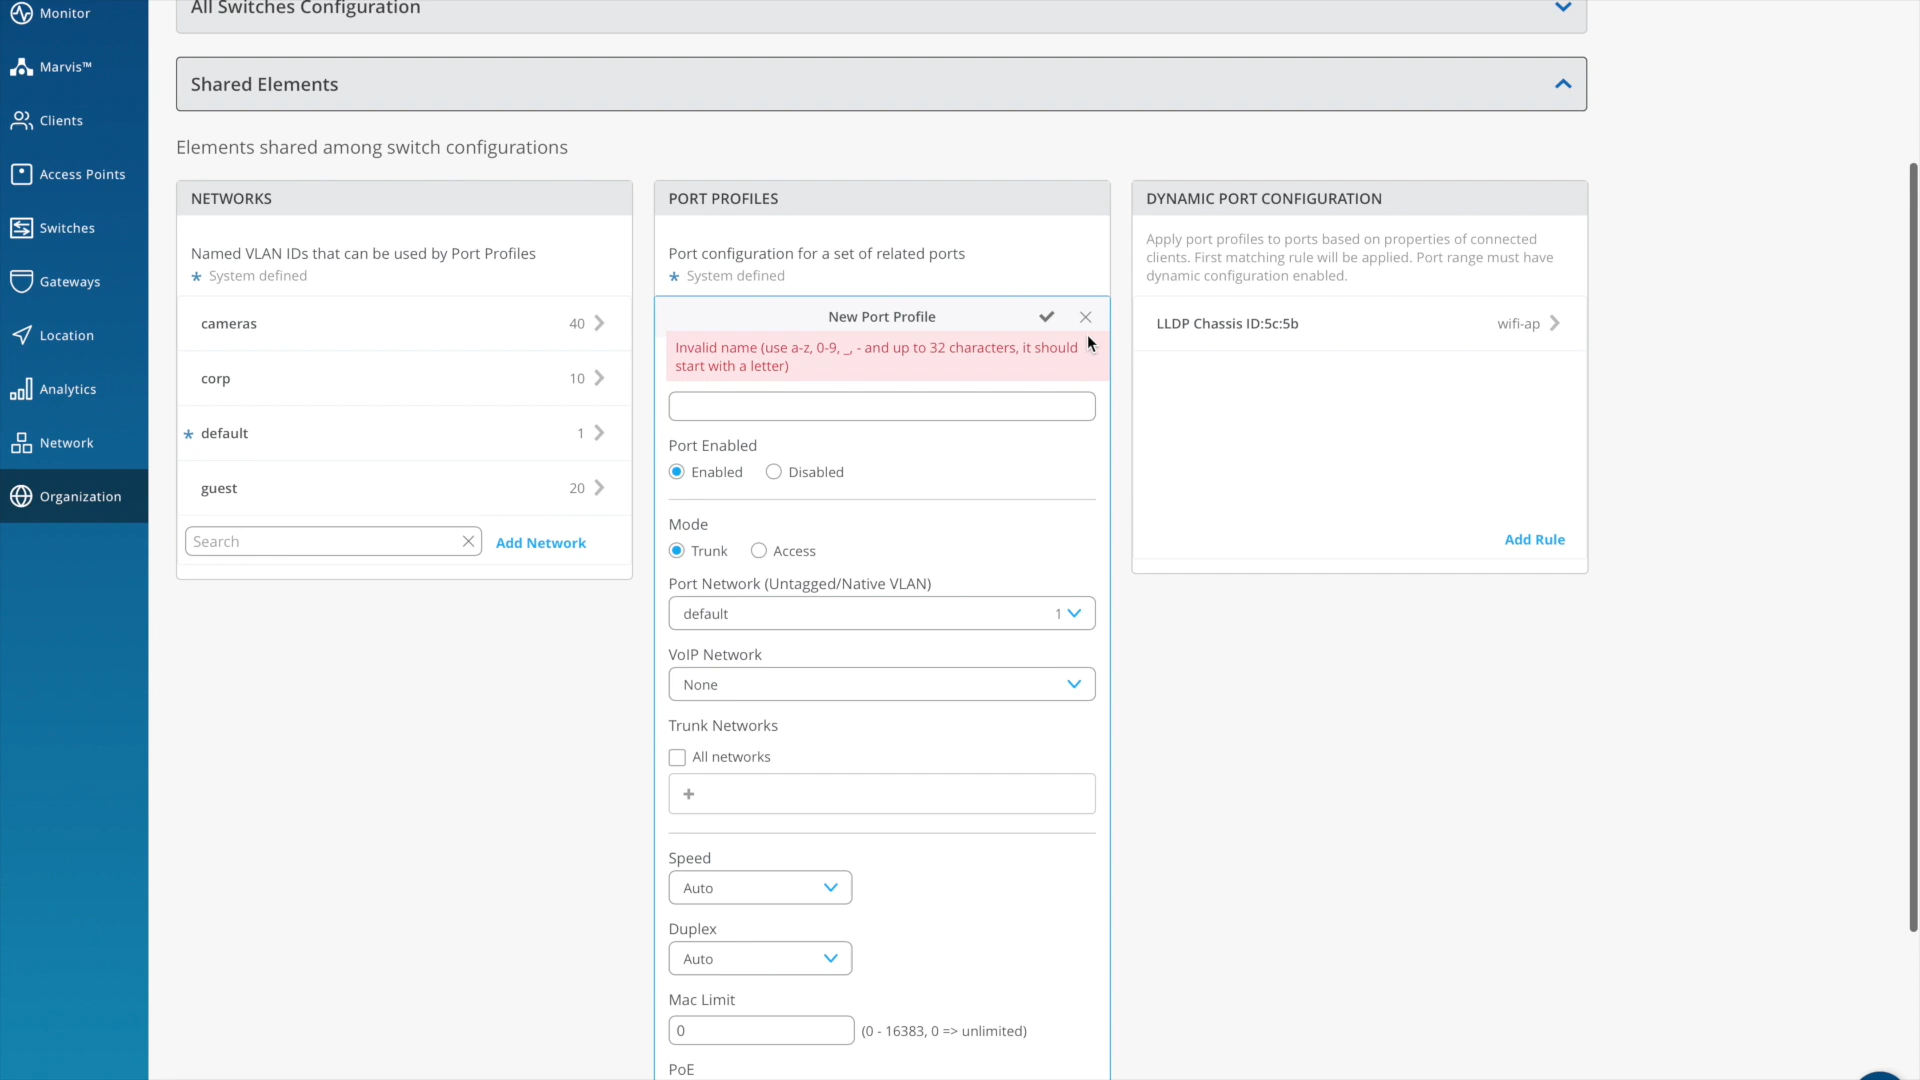 Monitor
Marvis™
Clients
Access Points
Switches
Gateways
Location
Analytics
Network
Organization
All Switches Configuration
Shared Elements
Elements shared among switch configurations
NETWORKS
Named VLAN IDs that can be used by Port Profiles
* System defined
cameras 40
corp 10
* default 1
guest 20
Search
Add Network
PORT PROFILES
Port configuration for a set of related ports
* System defined
New Port Profile
Invalid name (use a-z, 0-9, _, - and up to 32 characters, it should
start with a letter)
Port Enabled
Enabled Disabled
Mode
Trunk Access
Port Network (Untagged/Native VLAN)
default 1
VoIP Network
None
Trunk Networks
All networks
+
Speed
Auto
Duplex
Auto
Mac Limit
0 (0 - 16383, 0 => unlimited)
PoE
DYNAMIC PORT CONFIGURATION
Apply port profiles to ports based on properties of connected
clients. First matching rule will be applied. Port range must have
dynamic configuration enabled.
LLDP Chassis ID:5c:5b wifi-ap
Add Rule